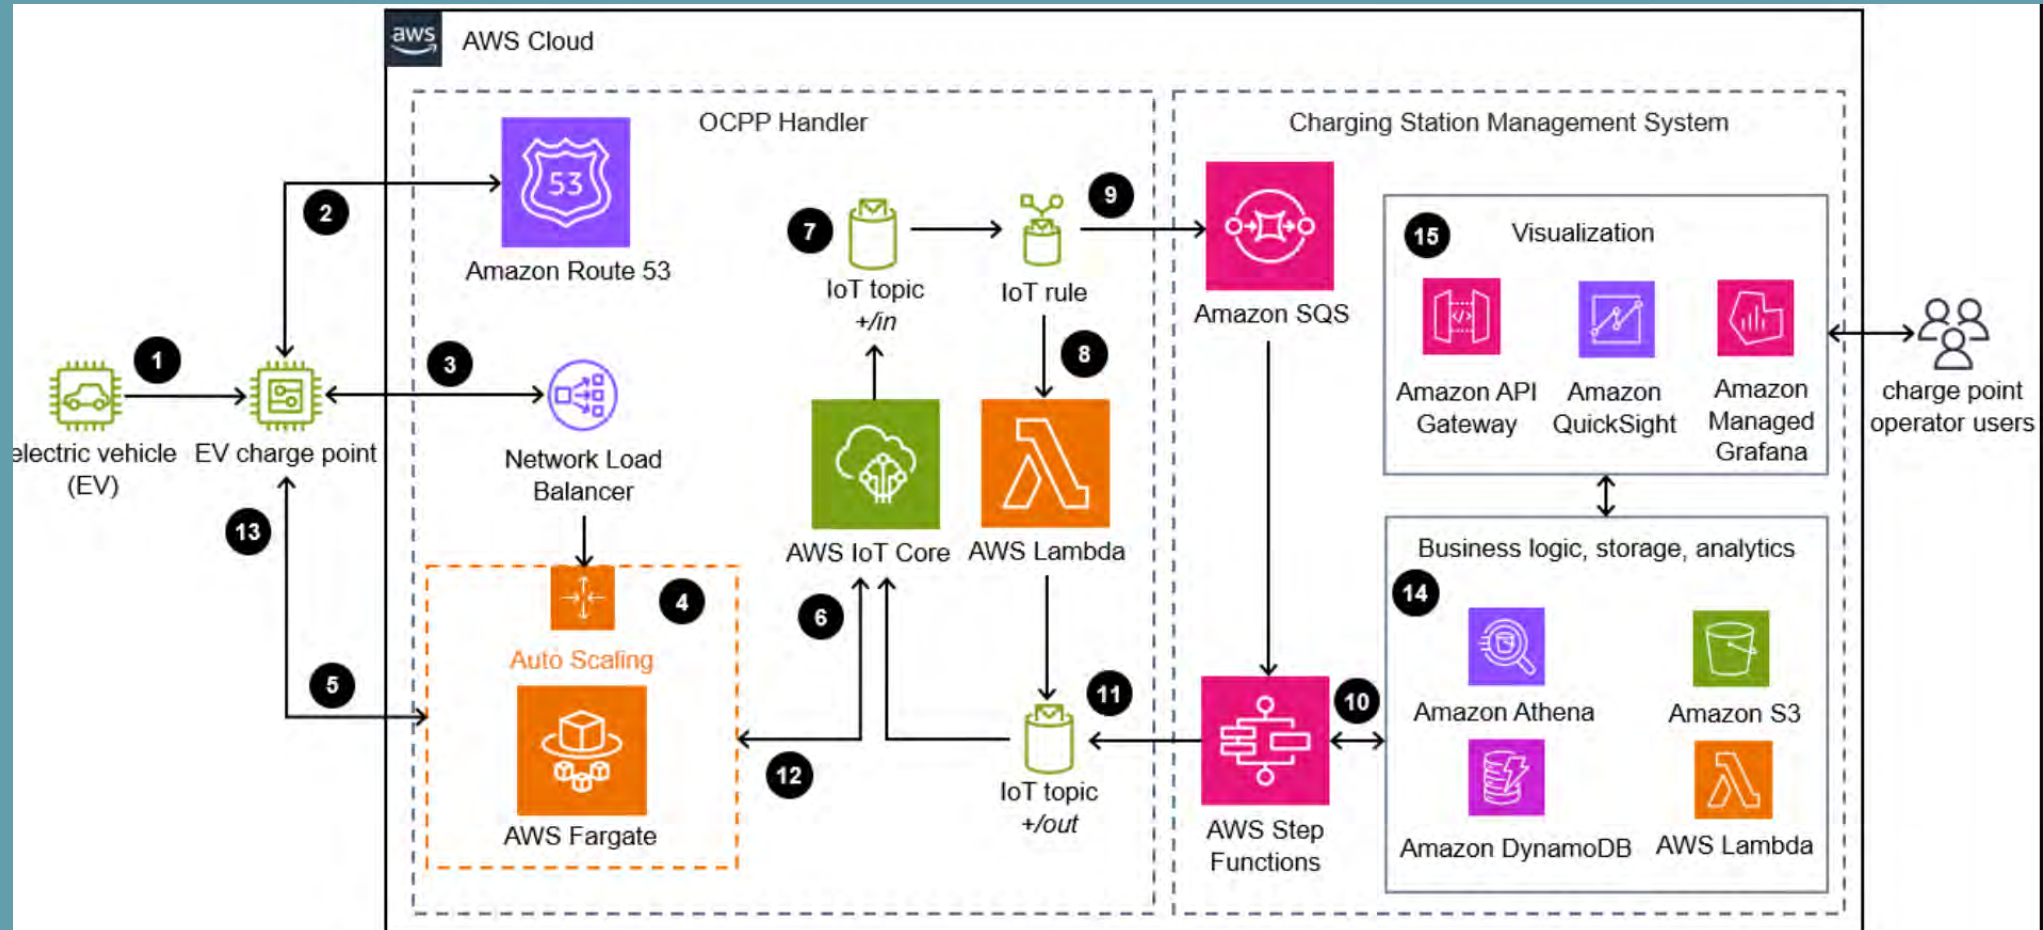 aws
AWS Cloud
OCPP Handler
Charging Station Management System
53
Amazon Route 53
2
7
IoT topic
+/in
IoT rule
9
Amazon SQS
15
Visualization
Amazon API
Gateway
Amazon
QuickSight
Amazon
Managed
Grafana
charge point
operator users
1
electric vehicle
(EV)
EV charge point
3
Network Load
Balancer
8
AWS IoT Core
AWS Lambda
13
5
4
Auto Scaling
AWS Fargate
6
12
11
IoT topic
+/out
10
AWS Step
Functions
Business logic, storage, analytics
14
Amazon Athena
Amazon S3
Amazon DynamoDB
AWS Lambda